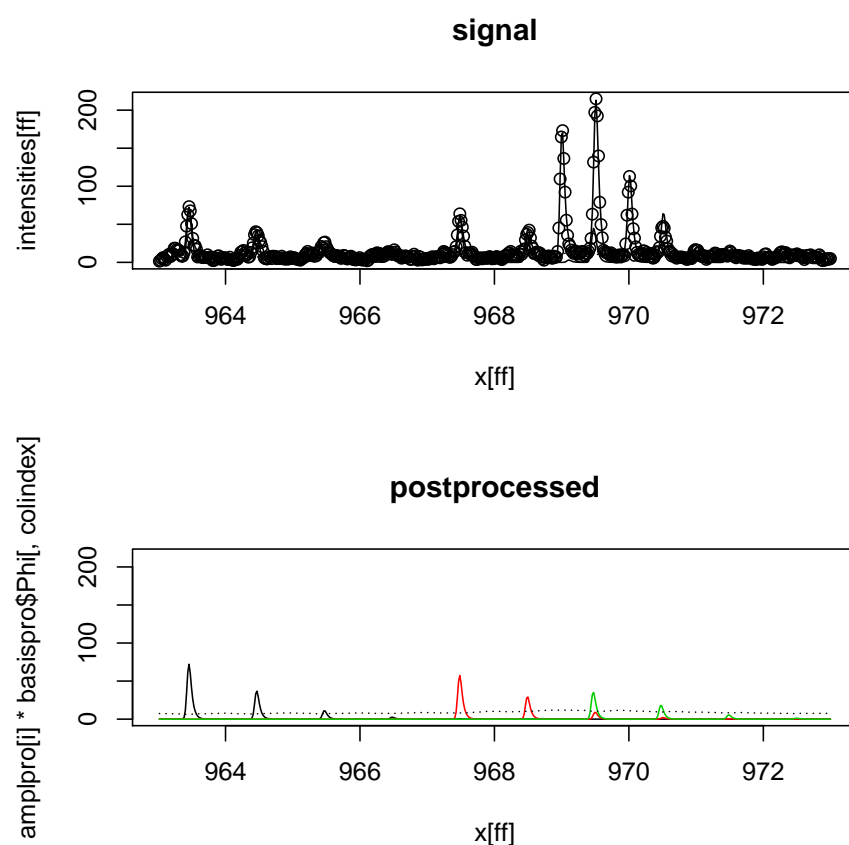 signal
intensities[ff]
200
100
0
964
966
968
970
972
x[ff]
postprocessed
amplpro[i] * basispro$Phi[, colindex]
200
100
0
964
966
968
970
972
x[ff]